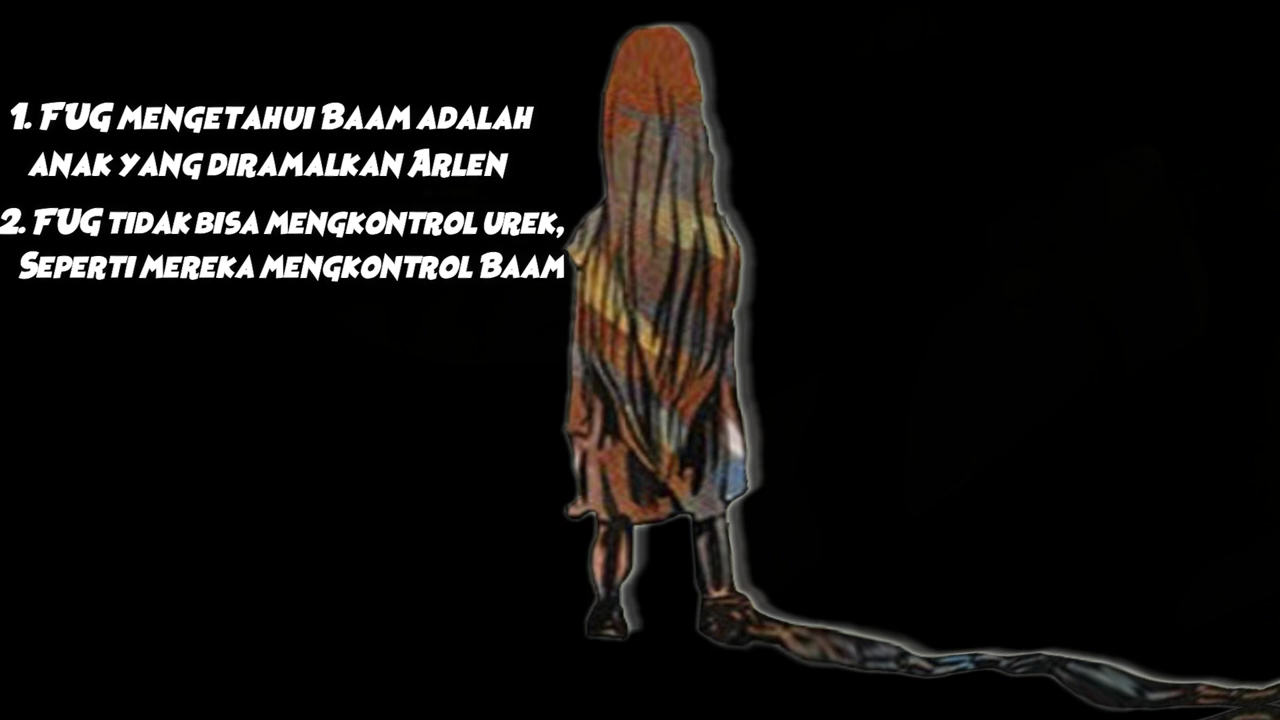 1. FUG mengetahui Baam adalah
anak yang diramalkan Arlen
2. FUG tidak bisa mengkontrol urek,
Seperti mereka mengkontrol Baam